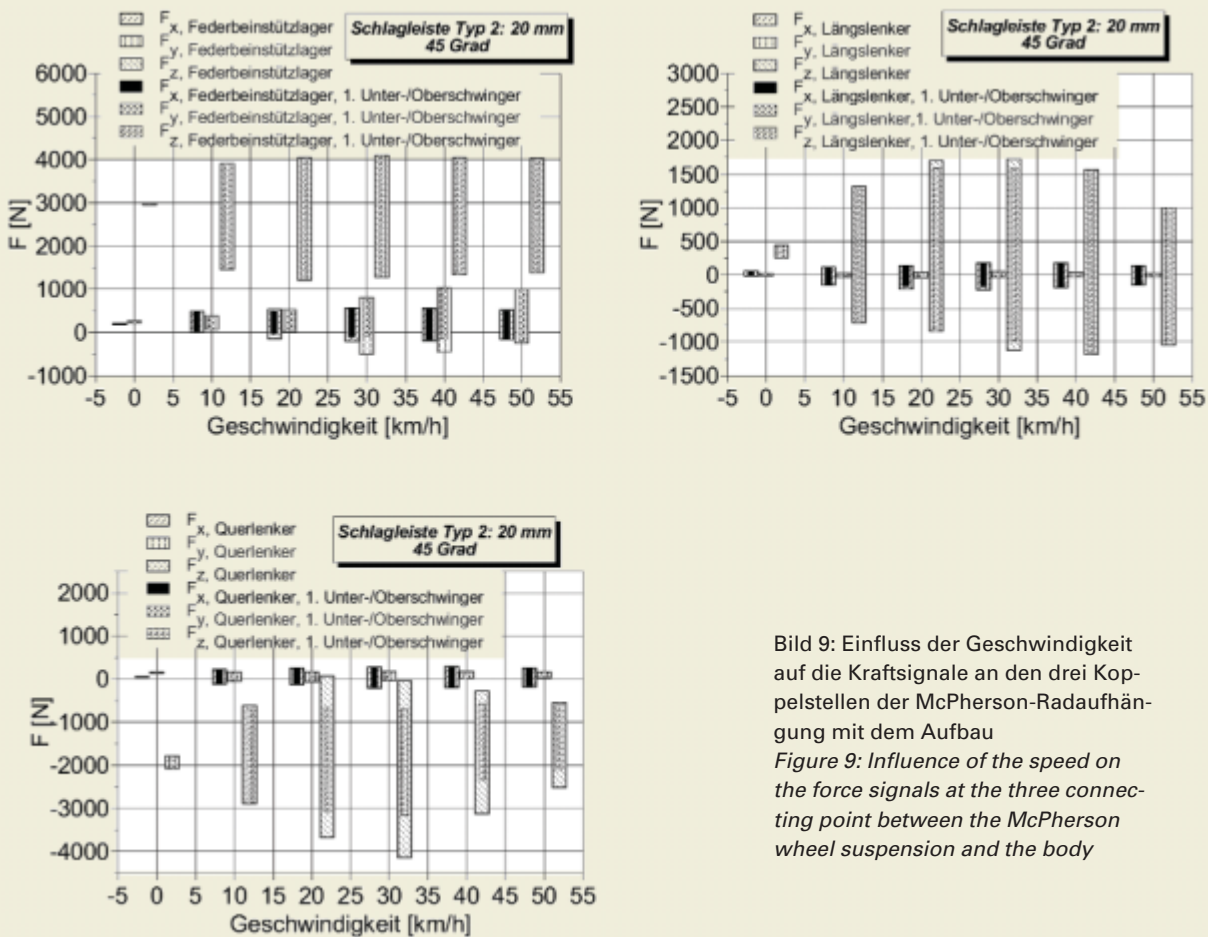 F x, Federbeinstützlager
F y, Federbeinstützlager
F z, Federbeinstützlager
F x, Federbeinstützlager, 1. Unter-/Oberschwinger
F y, Federbeinstützlager, 1. Unter-/Oberschwinger
F z, Federbeinstützlager, 1. Unter-/Oberschwinger
Schlagleiste Typ 2: 20 mm
45 Grad
6000
5000
4000
3000
2000
1000
0
-1000
F [N]
-5 0 5 10 15 20 25 30 35 40 45 50 55
Geschwindigkeit [km/h]
F x, Längslenker
F y, Längslenker
F z, Längslenker
F x, Längslenker, 1. Unter-/Oberschwinger
F y, Längslenker,1. Unter-/Oberschwinger
F z, Längslenker, 1. Unter-/Oberschwinger
Schlagleiste Typ 2: 20 mm
45 Grad
3000
2500
2000
1500
1000
500
0
-500
-1000
-1500
F [N]
-5 0 5 10 15 20 25 30 35 40 45 50 55
Geschwindigkeit [km/h]
F x, Querlenker
F y, Querlenker
F z, Querlenker
F x, Querlenker, 1. Unter-/Oberschwinger
F y, Querlenker, 1. Unter-/Oberschwinger
F z, Querlenker, 1. Unter-/Oberschwinger
Schlagleiste Typ 2: 20 mm
45 Grad
2000
1000
0
-1000
-2000
-3000
-4000
F [N]
-5 0 5 10 15 20 25 30 35 40 45 50 55
Geschwindigkeit [km/h]
Bild 9: Einfluss der Geschwindigkeit
auf die Kraftsignale an den drei Kop-
pelstellen der McPherson-Radaufhän-
gung mit dem Aufbau
Figure 9: Influence of the speed on
the force signals at the three connec-
ting point between the McPherson
wheel suspension and the body